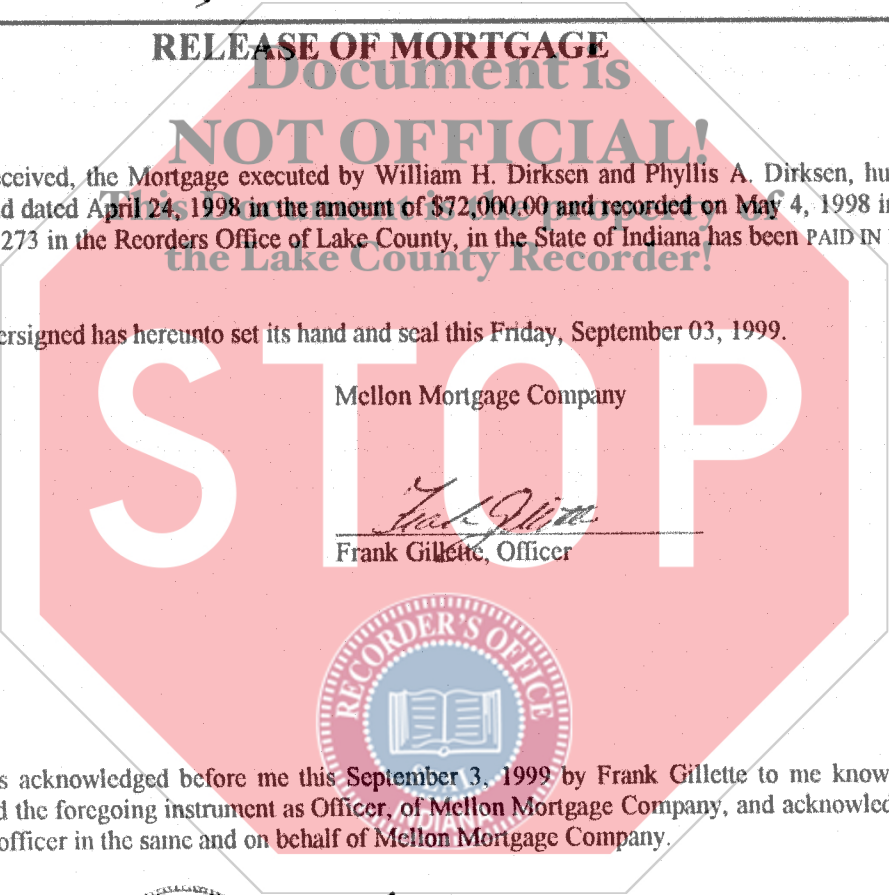 RELEASE OF MORTGAGE
Document is
NOT OFFICIAL!
ceived, the Mortgage executed by William H. Dirksen and Phyllis A. Dirksen, hu
d dated April 24, 1998 in the amount of $72,000.00 and recorded on May 4, 1998 in
This Document is the property of
273 in the Reorders Office of Lake County, in the State of Indiana has been PAID IN
the Lake County Recorder!
ersigned has hereunto set its hand and seal this Friday, September 03, 1999.
STOP
Mellon Mortgage Company
Frank Gillette
Frank Gillette, Officer
RECORDER'S OFFICE
SEAL
INDIANA
s acknowledged before me this September 3, 1999 by Frank Gillette to me know
d the foregoing instrument as Officer, of Mellon Mortgage Company, and acknowled
officer in the same and on behalf of Mellon Mortgage Company.